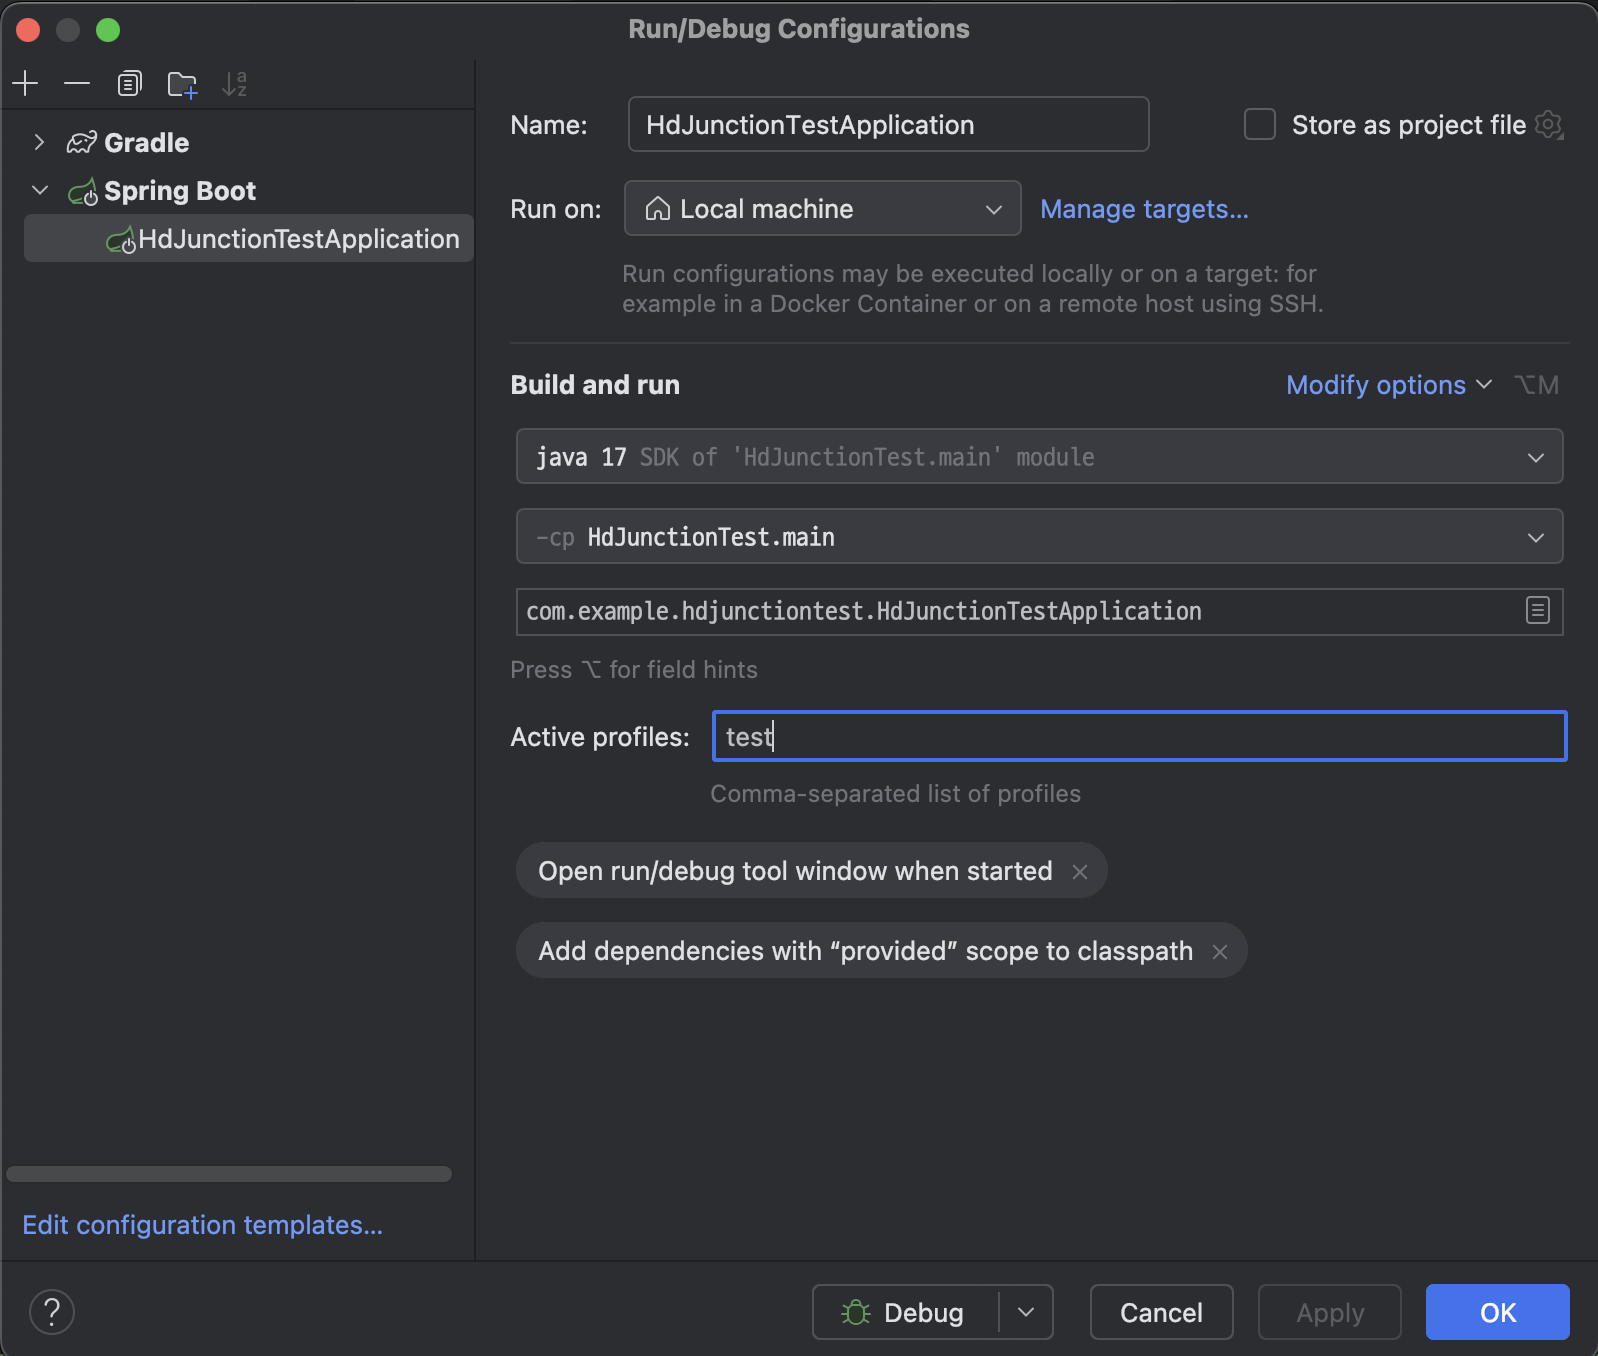 Run/Debug Configurations
Gradle
Spring Boot
HdJunctionTestApplication
Edit configuration templates...
Name: HdJunctionTestApplication Store as project file
Run on: Local machine Manage targets...
Run configurations may be executed locally or on a target: for
example in a Docker Container or on a remote host using SSH.
Build and run Modify options ⌥M
java 17 SDK of 'HdJunctionTest.main' module
-cp HdJunctionTest.main
com.example.hdjunctiontest.HdJunctionTestApplication
Press ⌥ for field hints
Active profiles: test
Comma-separated list of profiles
Open run/debug tool window when started ×
Add dependencies with “provided” scope to classpath ×
? Debug Cancel Apply OK